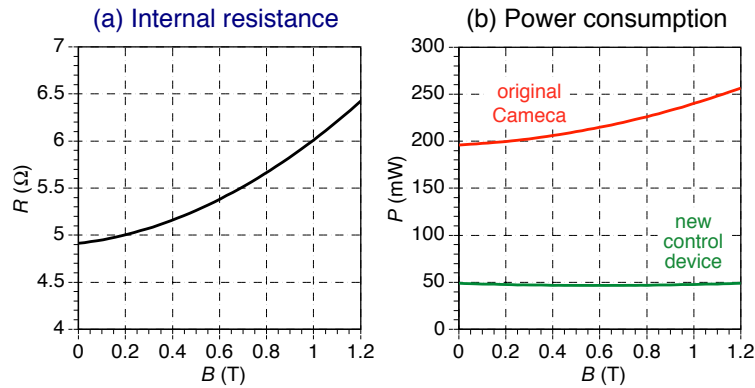 (a) Internal resistance
7
6.5
6
5.5
5
4.5
4
R (Ω)
0
0.2
0.4
0.6
0.8
1
1.2
B (T)
(b) Power consumption
300
250
200
150
100
50
0
P (mW)
original
Cameca
new
control
device
0
0.2
0.4
0.6
0.8
1
1.2
B (T)